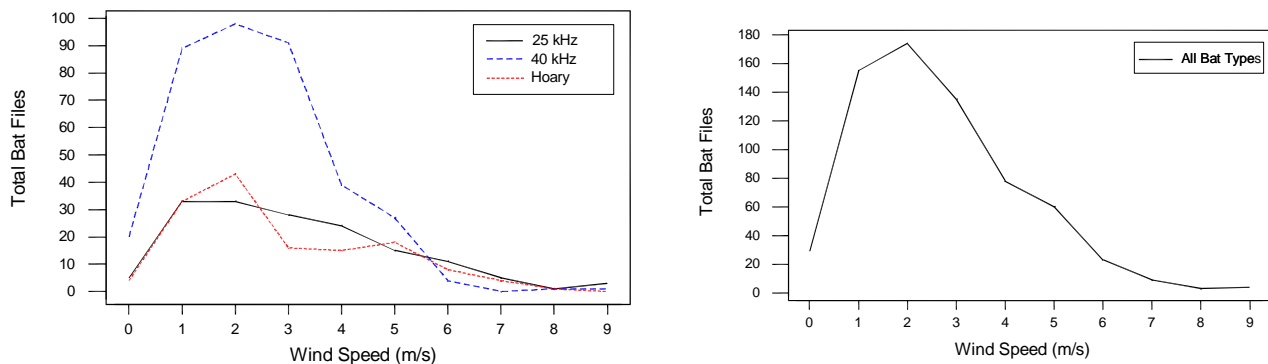 100
90
80
70
60
50
40
30
20
10
0
Total Bat Files
25 kHz
40 kHz
Hoary
0 1 2 3 4 5 6 7 8 9
Wind Speed (m/s)
180
160
140
120
100
80
60
40
20
0
Total Bat Files
All Bat Types
0 1 2 3 4 5 6 7 8 9
Wind Speed (m/s)